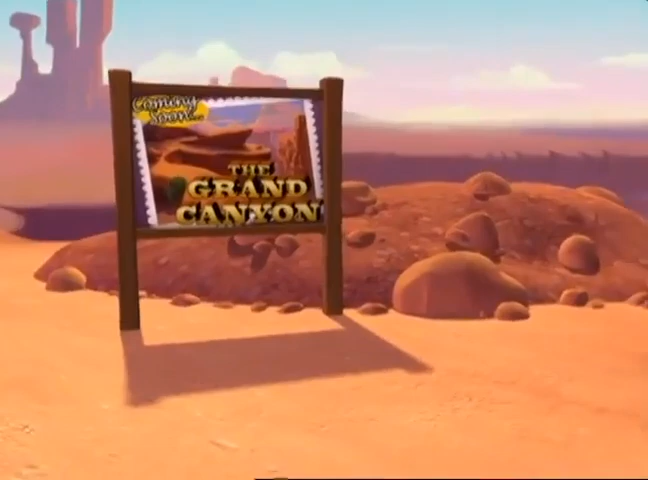 Coming
Soon...
THE
GRAND
CANYON